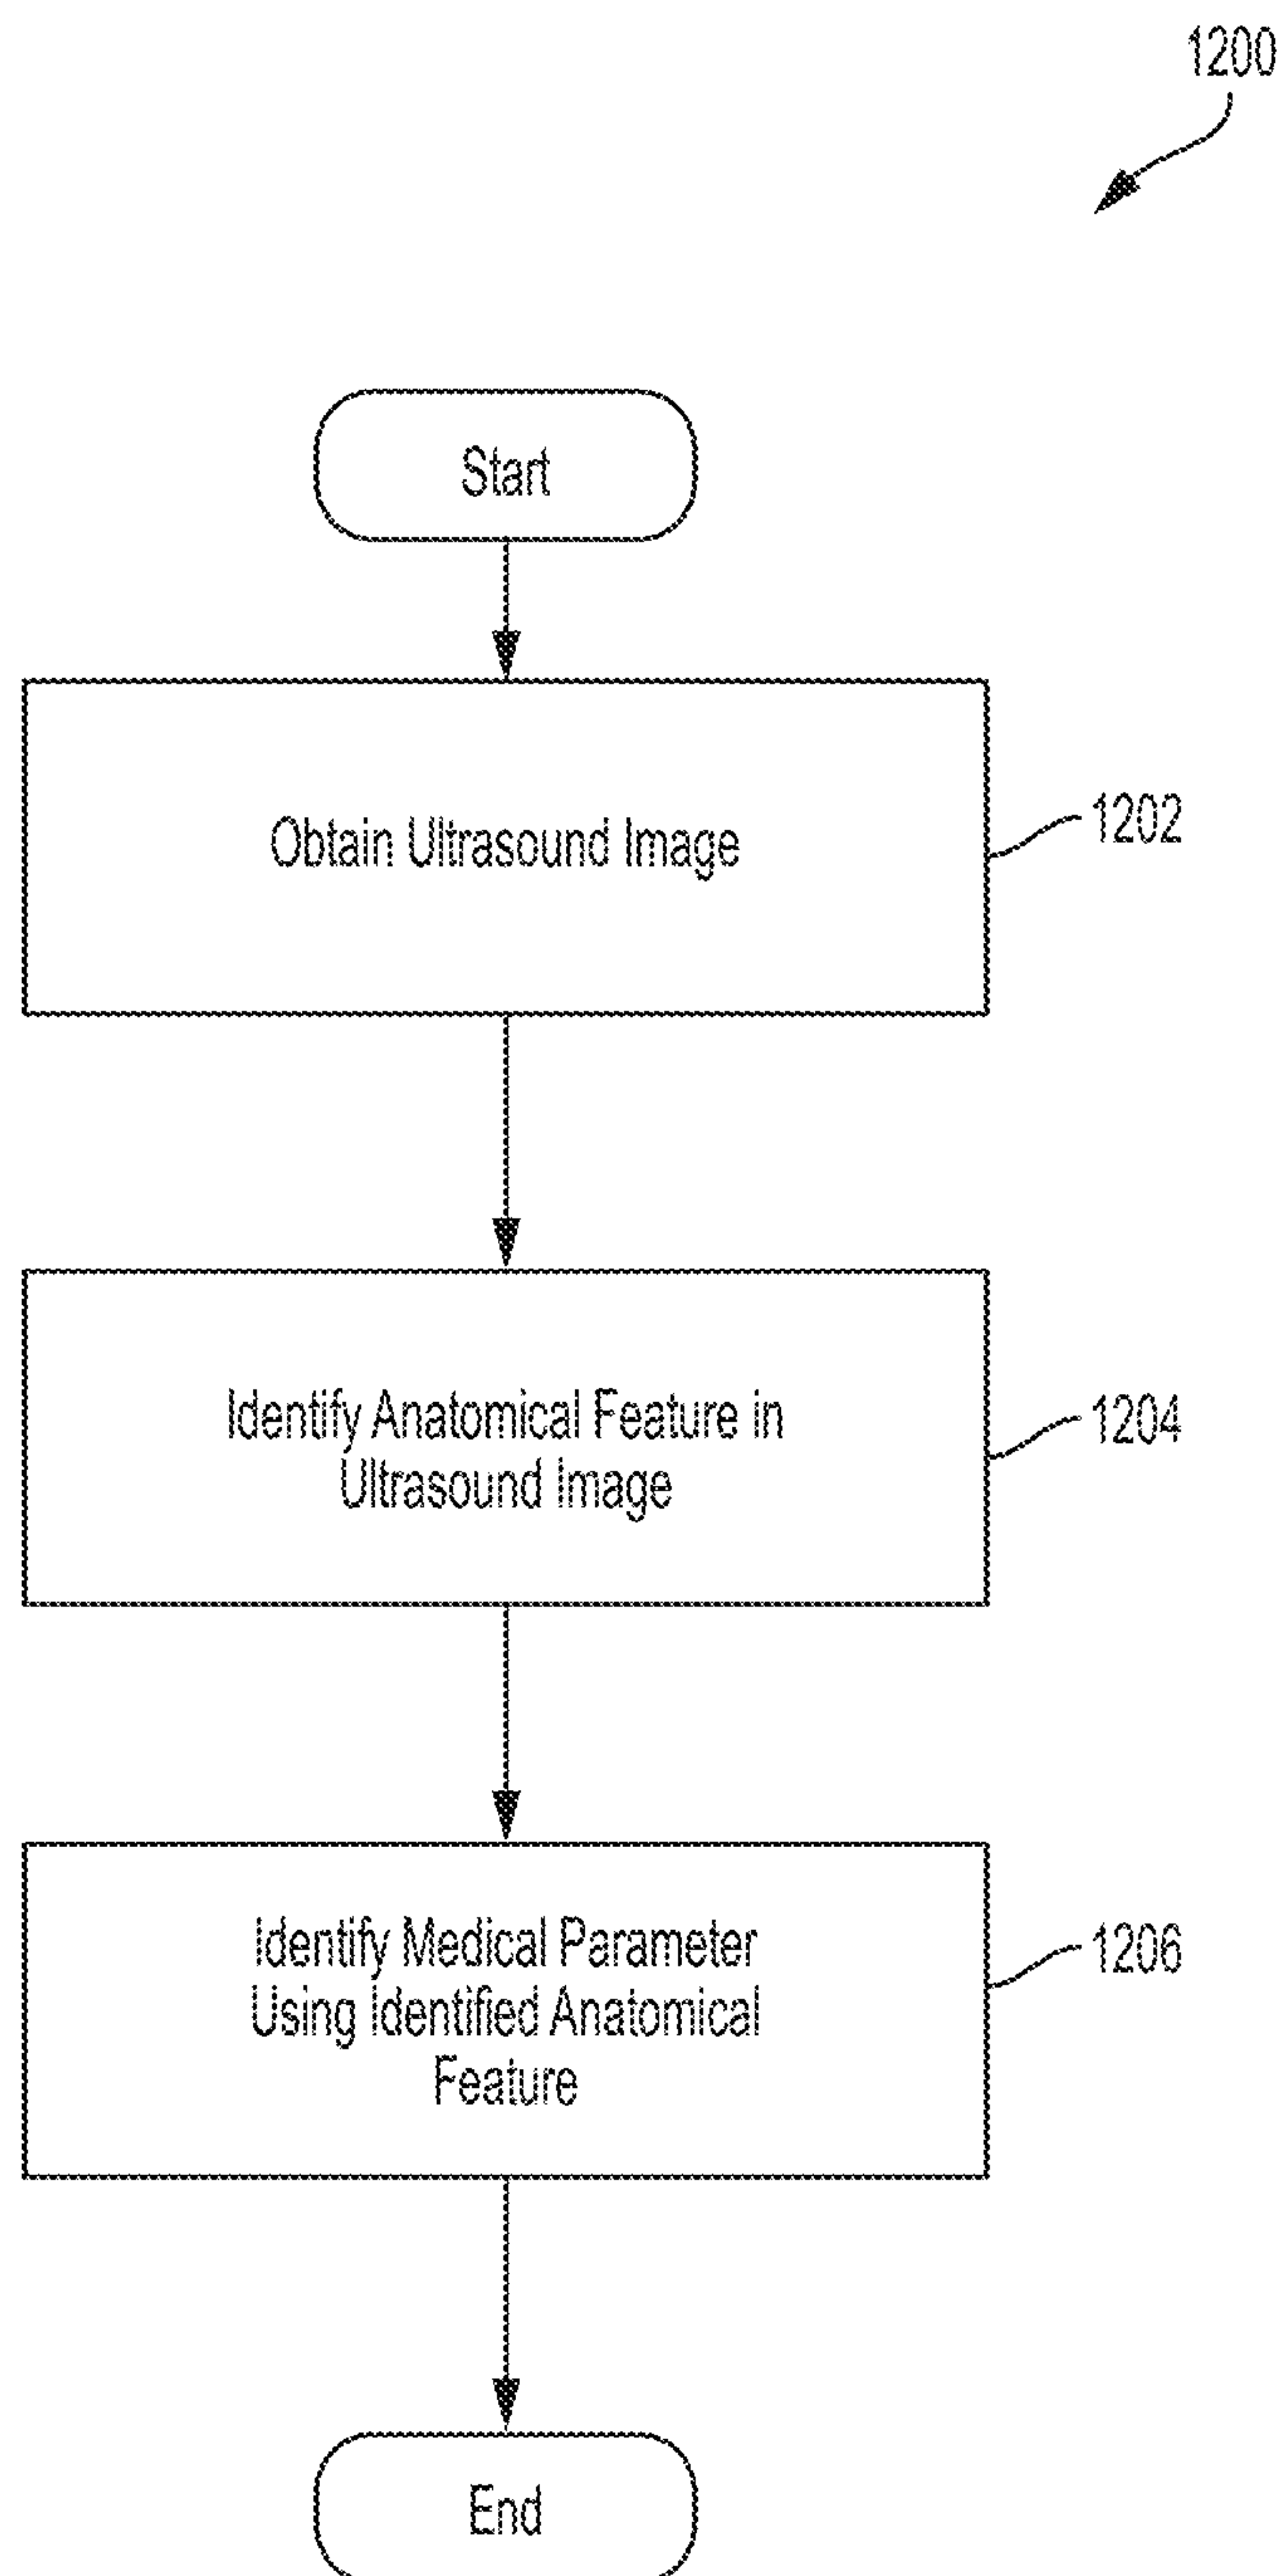 1200
Start
Obtain Ultrasound Image
1202
Identify Anatomical Feature in
Ultrasound Image
1204
Identify Medical Parameter
Using Identified Anatomical
Feature
1206
End